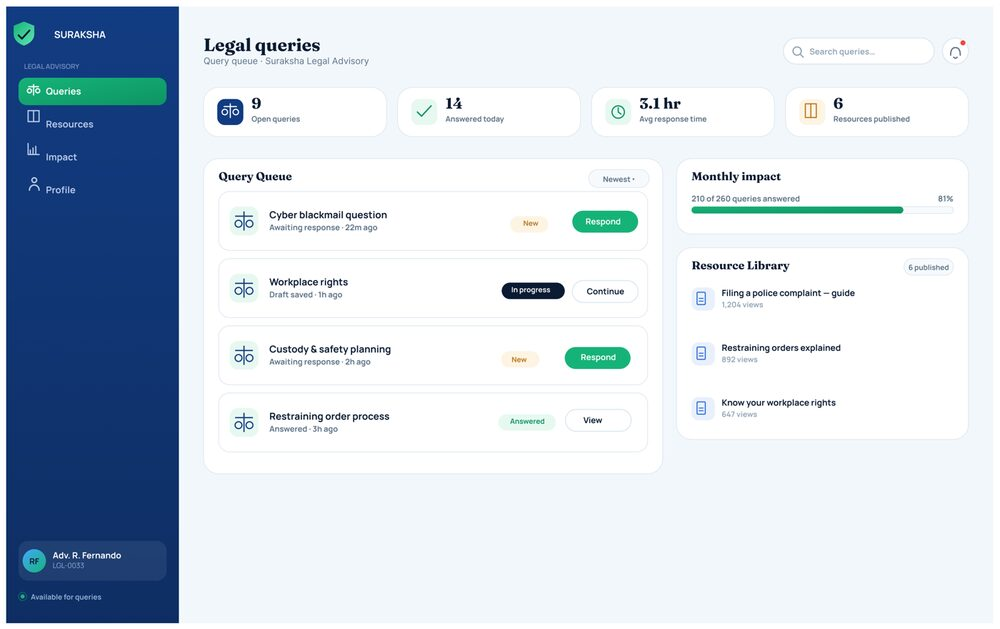 SURAKSHA
LEGAL ADVISORY
Queries
Resources
Impact
Profile
Adv. R. Fernando
RF
LGL-0033
Available for queries
Legal queries
Query queue · Suraksha Legal Advisory
Search queries...
9
Open queries
14
Answered today
3.1 hr
Avg response time
6
Resources published
Query Queue
Newest ·
Cyber blackmail question
Awaiting response · 22m ago
New
Respond
Workplace rights
Draft saved · 1h ago
In progress
Continue
Custody & safety planning
Awaiting response · 2h ago
New
Respond
Restraining order process
Answered · 3h ago
Answered
View
Monthly impact
210 of 260 queries answered
81%
Resource Library
6 published
Filing a police complaint — guide
1,204 views
Restraining orders explained
892 views
Know your workplace rights
647 views